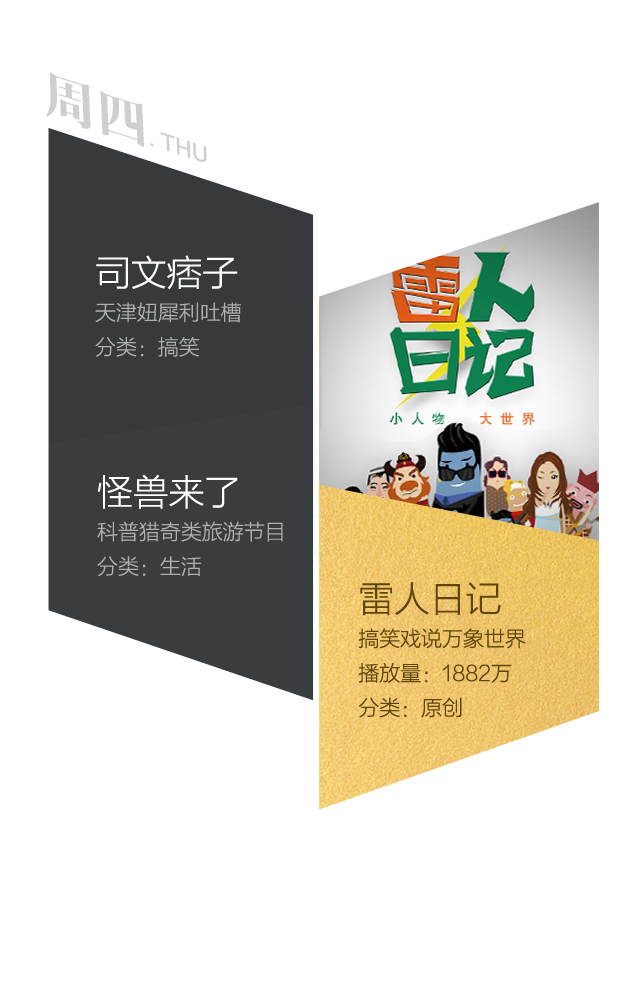 周四.THU
司文痞子
天津妞犀利吐槽
分类：搞笑
怪兽来了
科普猎奇类旅游节目
分类：生活
雷人
日记
小人物 大世界
雷人日记
搞笑戏说万象世界
播放量：1882万
分类：原创